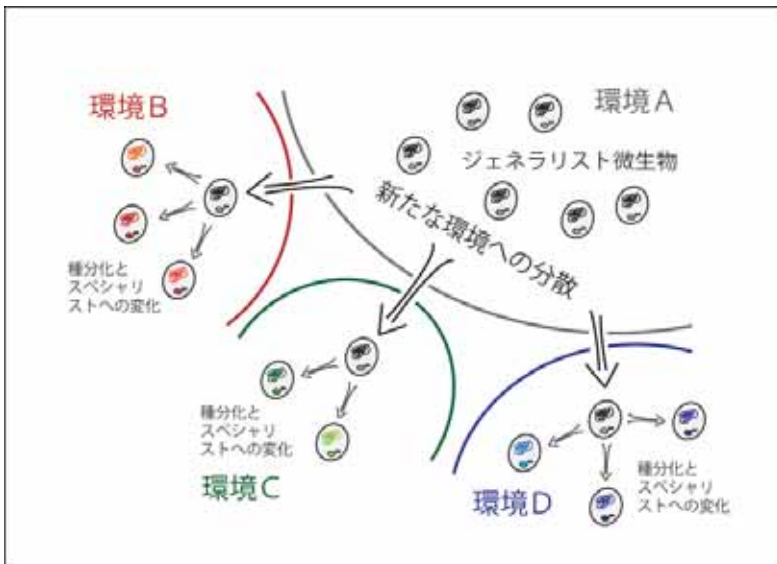 環境B
環境A
ジェネラリスト微生物
新たな環境への分散
種分化と
スペシャリ
ストへの変化
種分化と
スペシャリ
ストへの変化
環境C
種分化と
スペシャリ
ストへの変化
環境D